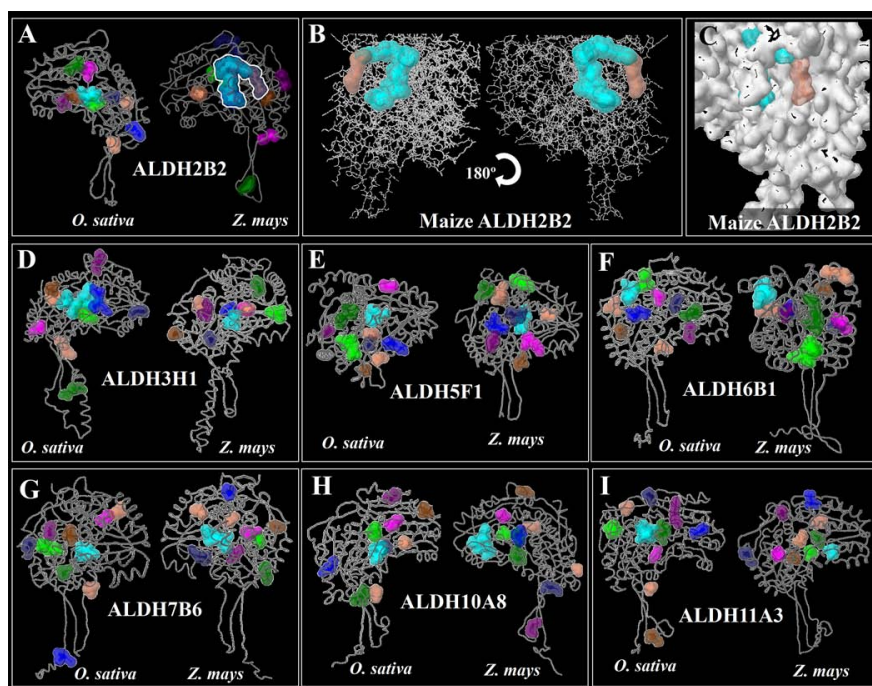 A
ALDH2B2
O. sativa
Z. mays
B
180º
Maize ALDH2B2
C
Maize ALDH2B2
D
ALDH3H1
O. sativa
Z. mays
E
ALDH5F1
O. sativa
Z. mays
F
ALDH6B1
O. sativa
Z. mays
G
ALDH7B6
O. sativa
Z. mays
H
ALDH10A8
O. sativa
Z. mays
I
ALDH11A3
O. sativa
Z. mays